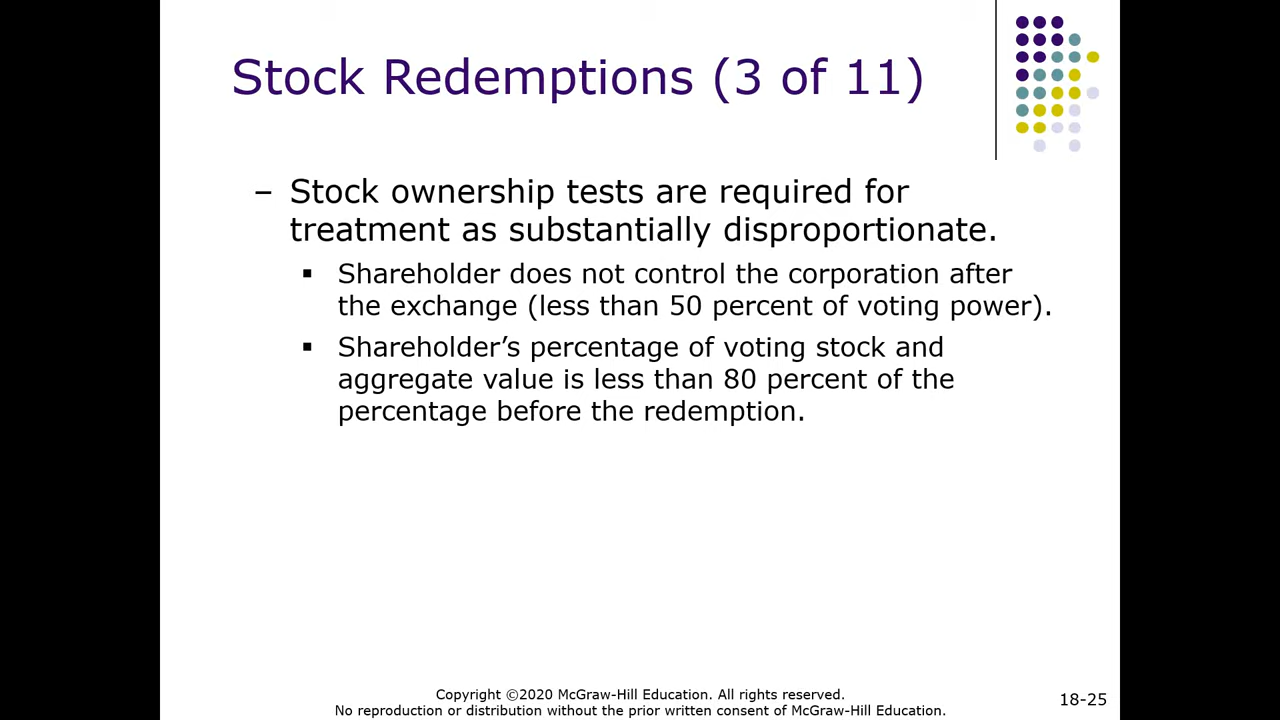 Stock Redemptions (3 of 11)
– Stock ownership tests are required for
treatment as substantially disproportionate.
▪ Shareholder does not control the corporation after
the exchange (less than 50 percent of voting power).
▪ Shareholder’s percentage of voting stock and
aggregate value is less than 80 percent of the
percentage before the redemption.
Copyright ©2020 McGraw-Hill Education. All rights reserved.
No reproduction or distribution without the prior written consent of McGraw-Hill Education.
18-25